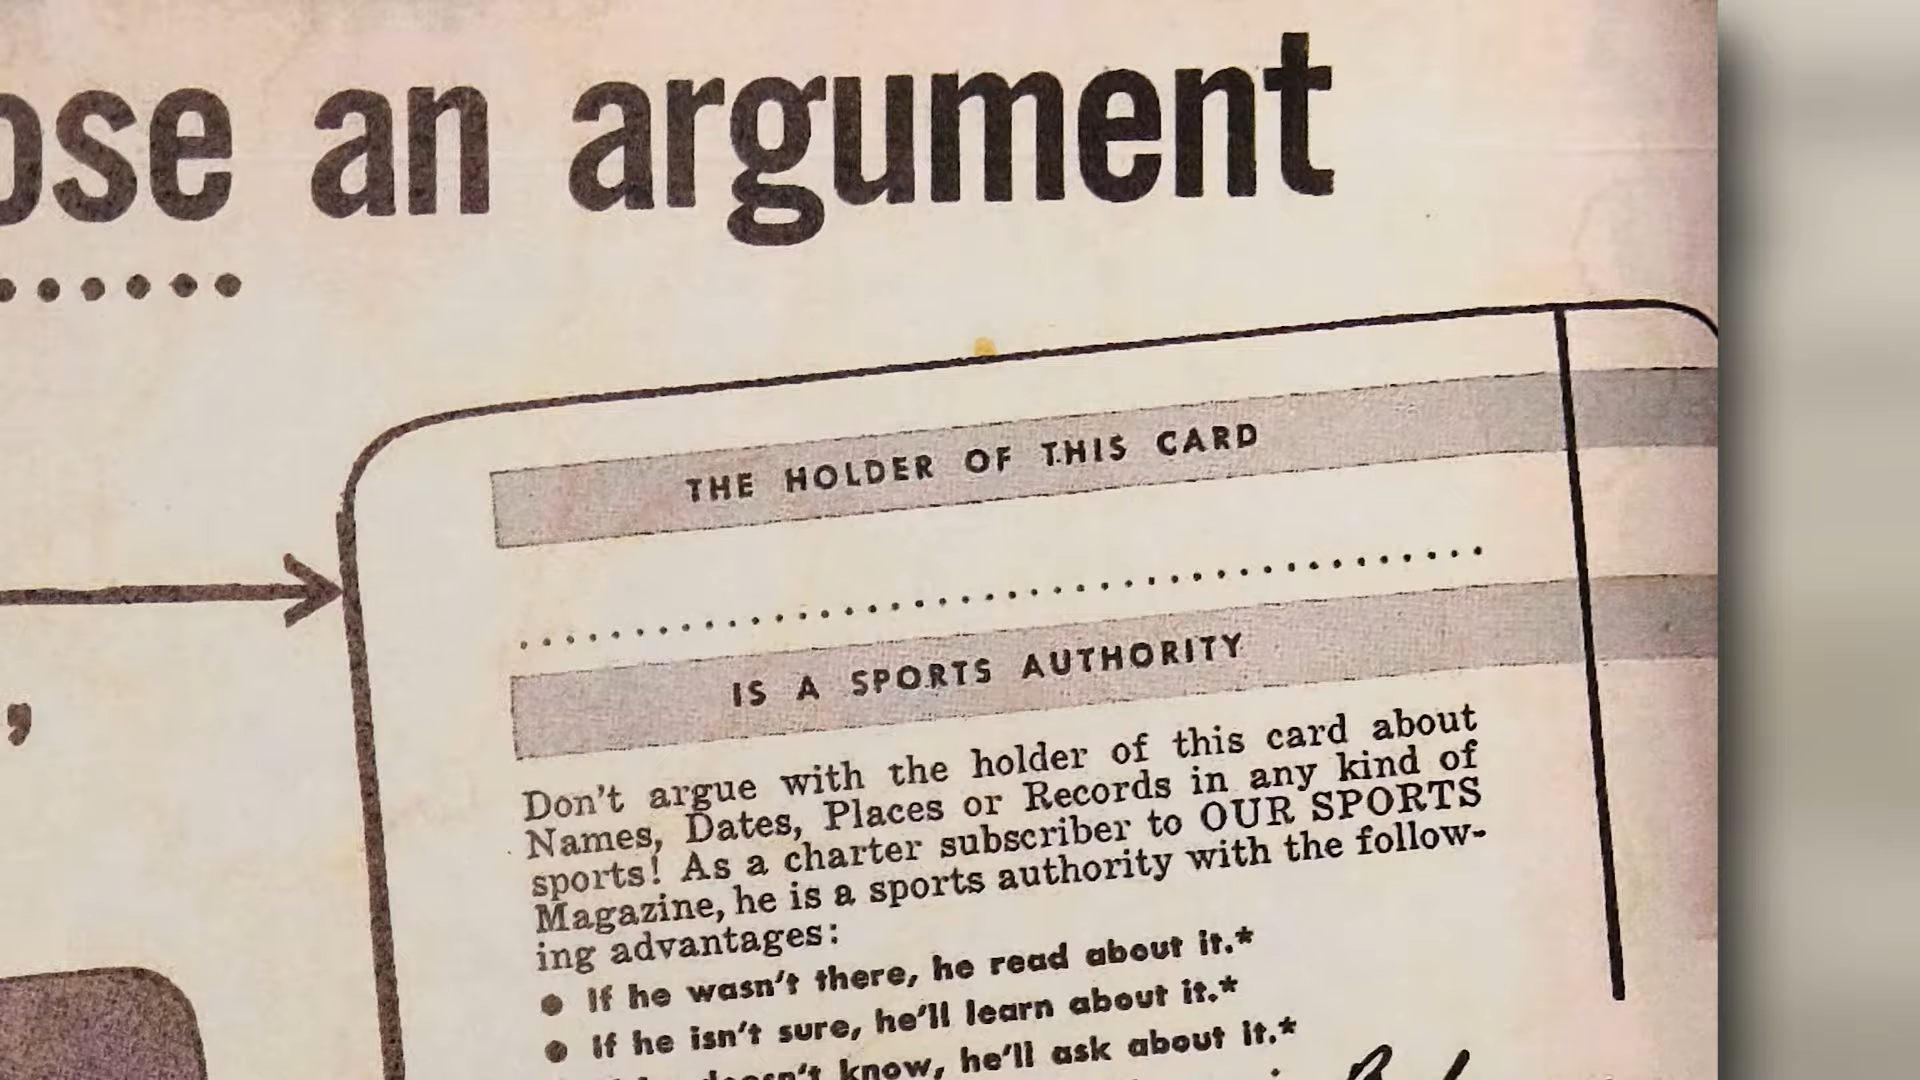 an argument
THE HOLDER OF THIS CARD
IS A SPORTS AUTHORITY
Don't argue with the holder of this card about
Names, Dates, Places or Records in any kind of
sports! As a charter subscriber to OUR SPORTS
Magazine, he is a sports authority with the follow-
ing advantages:
● If he wasn't there, he read about it.*
● If he isn't sure, he'll learn about it.*
know, he'll ask about it.*